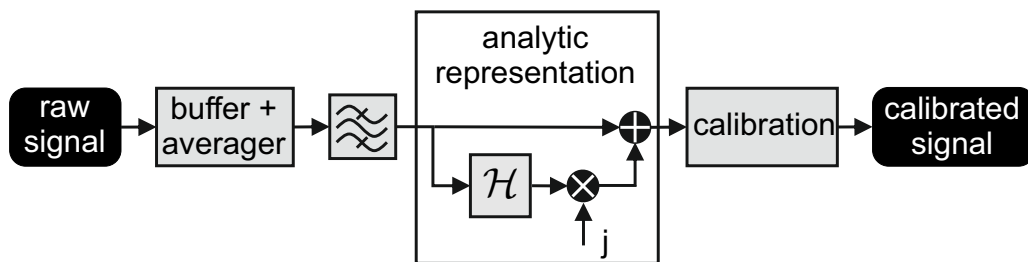 raw
signal
buffer +
averager
analytic
representation
ℋ
j
calibration
calibrated
signal